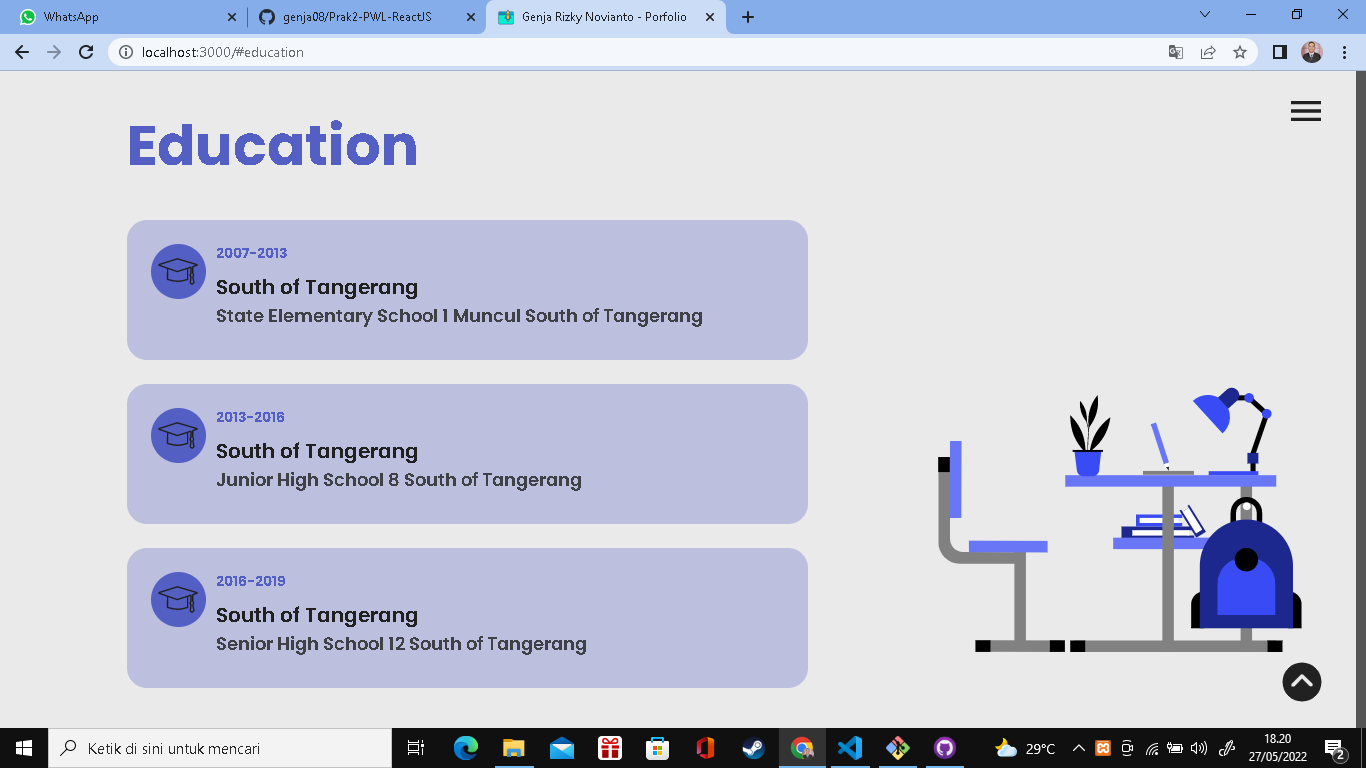 WhatsApp
genja08/Prak2-PWL-ReactJS
Genja Rizky Novianto - Porfolio
localhost:3000/#education
Education
2007-2013
South of Tangerang
State Elementary School 1 Muncul South of Tangerang
2013-2016
South of Tangerang
Junior High School 8 South of Tangerang
2016-2019
South of Tangerang
Senior High School 12 South of Tangerang
Ketik di sini untuk mencari
29°C
18.20
27/05/2022
2